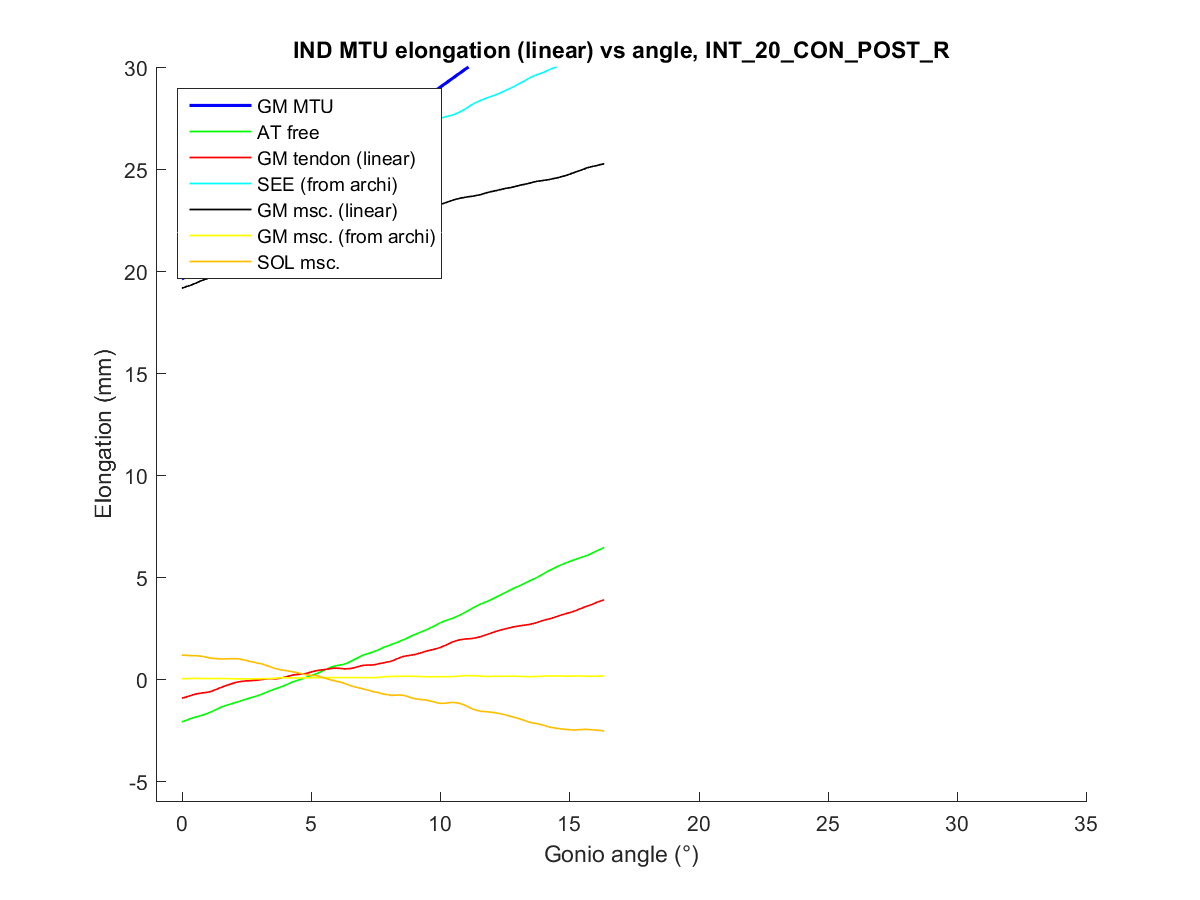 IND MTU elongation (linear) vs angle, INT_20_CON_POST_R
30
25
20
15
10
5
0
-5
Elongation (mm)
GM MTU
AT free
GM tendon (linear)
SEE (from archi)
GM msc. (linear)
GM msc. (from archi)
SOL msc.
0 5 10 15 20 25 30 35
Gonio angle (°)